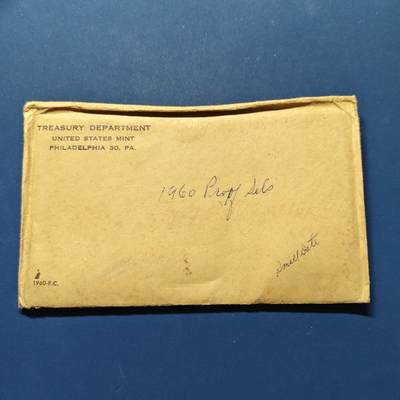 TREASURY DEPARTMENT
UNITED STATES MINT
PHILADELPHIA 30, PA.
1960 Proof Sets
Small Date
1960-P.C.